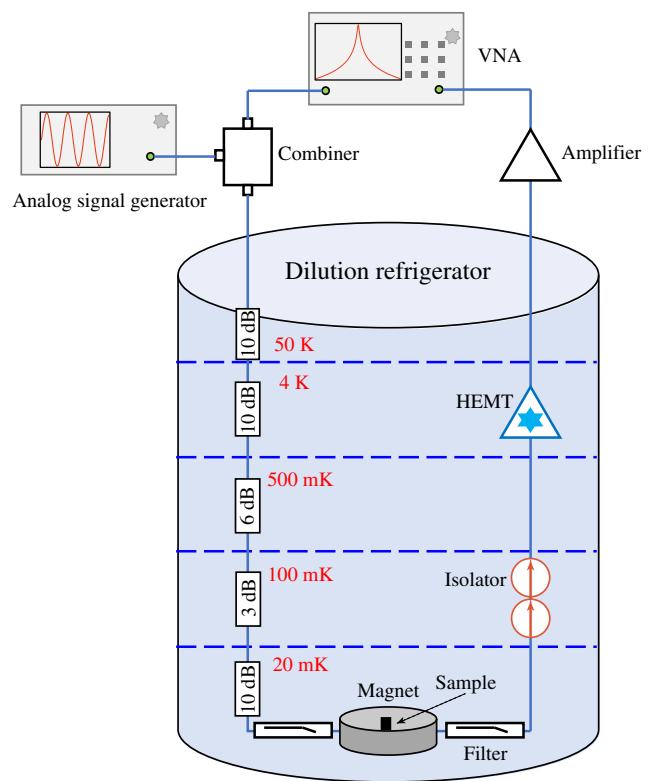 VNA
Combiner
Amplifier
Analog signal generator
Dilution refrigerator
10 dB
50 K
4 K
10 dB
HEMT
500 mK
6 dB
100 mK
Isolator
3 dB
20 mK
10 dB
Sample
Magnet
Filter